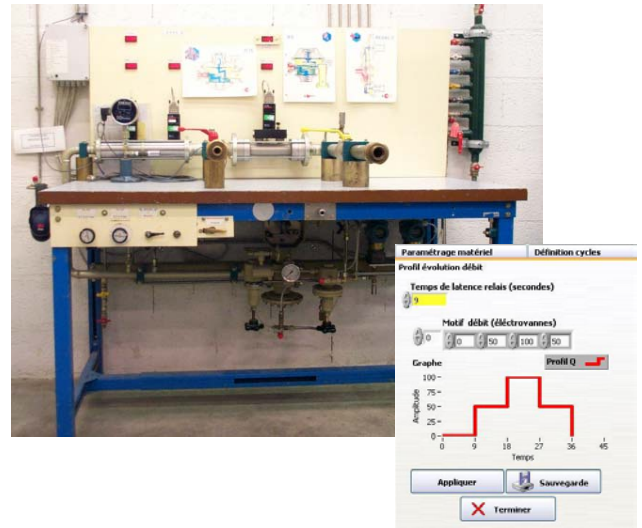 Paramétrage matériel Définition cycles
Profil évolution débit
Temps de latence relais (secondes)
9
Motif débit (éléctrovannes)
0 0 50 100 50
Graphe Profil Q
100
75
50
25
0
Amplitude
0 9 18 27 36 45
Temps
Appliquer Sauvegarde
Terminer